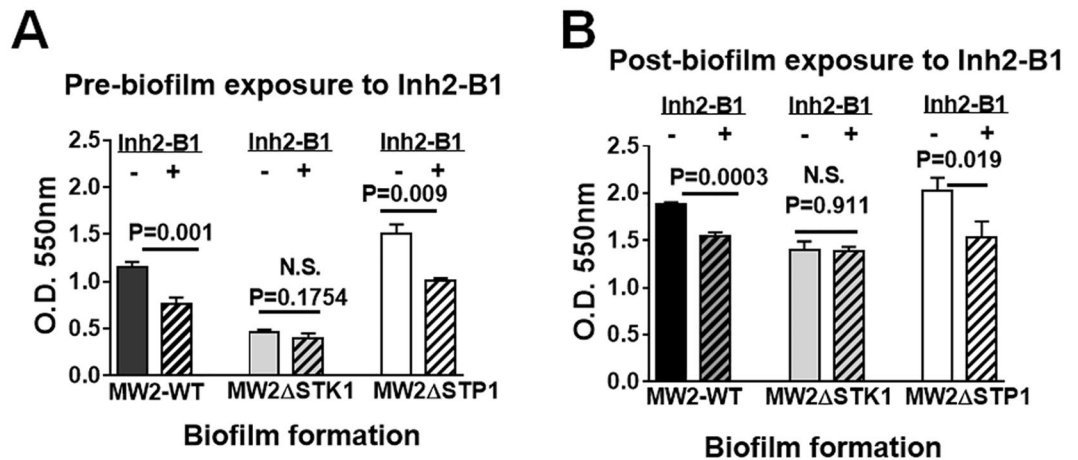 A
Pre-biofilm exposure to Inh2-B1
Inh2-B1 Inh2-B1 Inh2-B1
- + - + - +
2.5
2.0
1.5
1.0
0.5
0.0
O.D. 550nm
P=0.001
N.S.
P=0.1754
P=0.009
MW2-WT MW2ΔSTK1 MW2ΔSTP1
Biofilm formation
B
Post-biofilm exposure to Inh2-B1
Inh2-B1 Inh2-B1 Inh2-B1
- + - + - +
2.5
2.0
1.5
1.0
0.5
0.0
O.D. 550nm
P=0.0003
N.S.
P=0.911
P=0.019
MW2-WT MW2ΔSTK1 MW2ΔSTP1
Biofilm formation